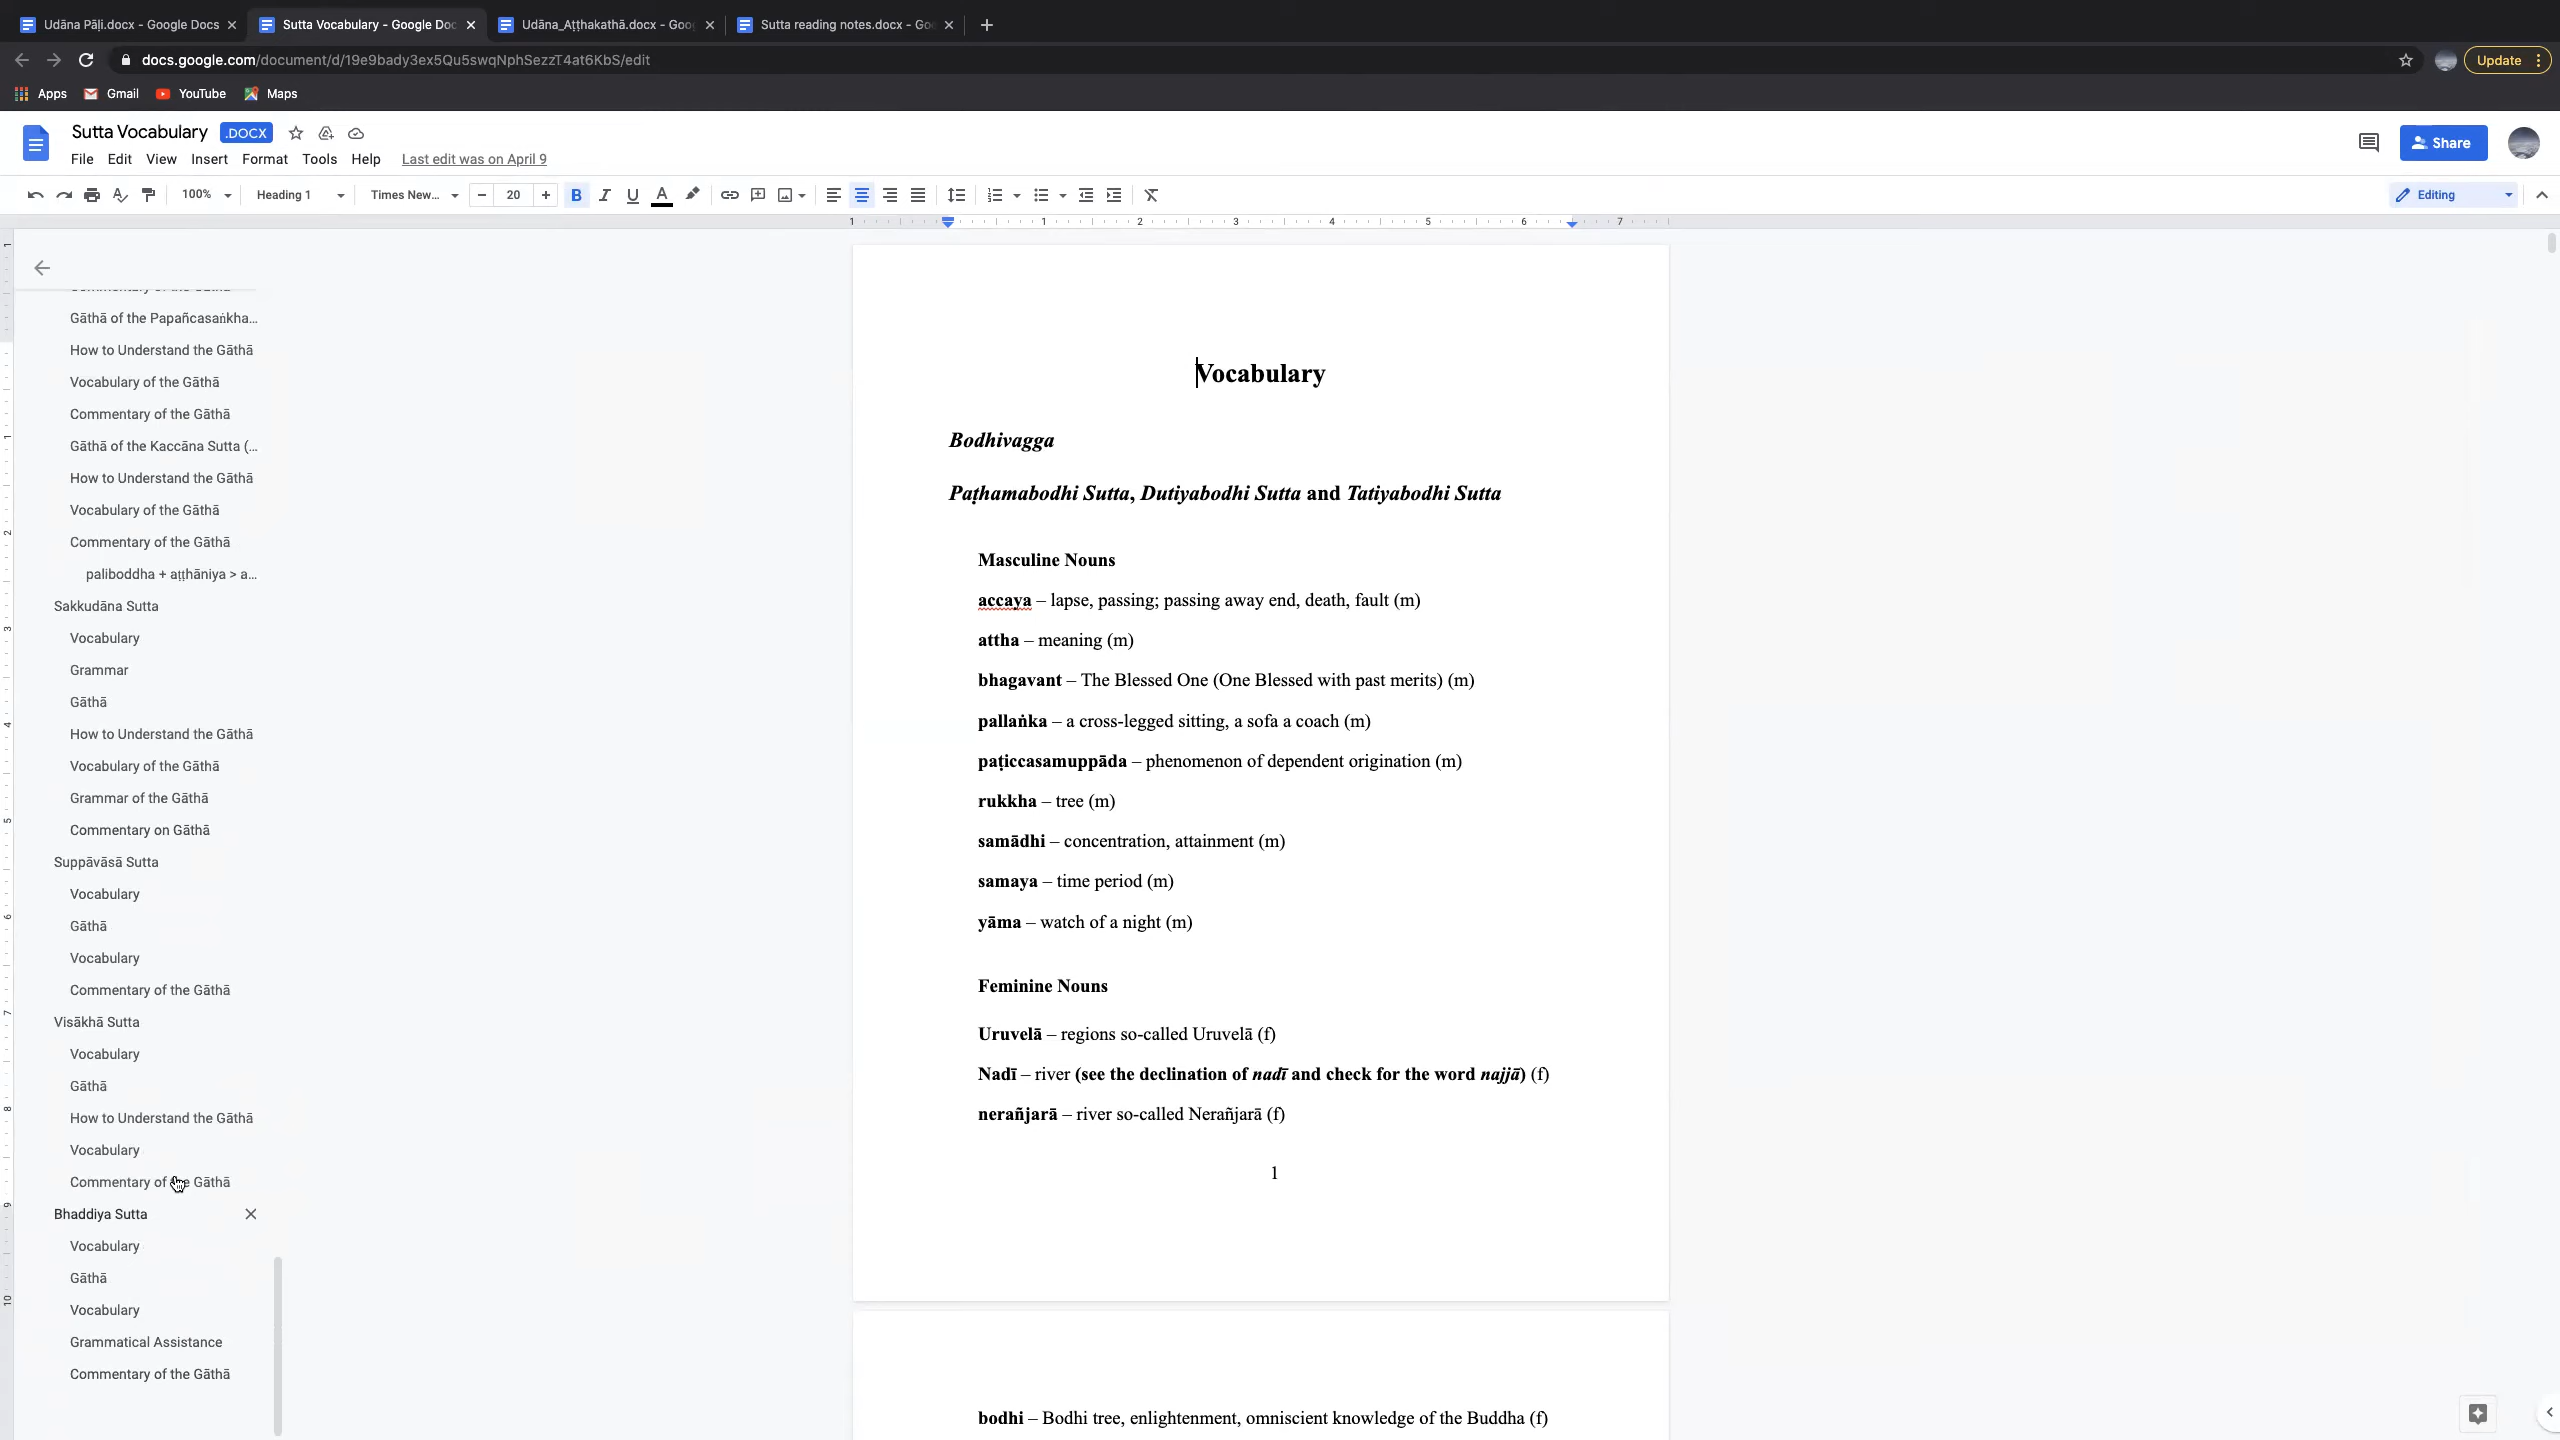 Udāna Pāḷi.docx - Google Docs
Sutta Vocabulary - Google Doc
Udāna_Aṭṭhakathā.docx - Goo
Sutta reading notes.docx - Go
docs.google.com/document/d/19e9bady3ex5Qu5swqNphSezzT4at6KbS/edit
Update
Apps
Gmail
YouTube
Maps
Sutta Vocabulary
.DOCX
File
Edit
View
Insert
Format
Tools
Help
Last edit was on April 9
Share
100%
Heading 1
Times New...
20
Editing
1 1 2 3 4 5 6 7
Gāthā of the Papañcasaṅkha...
How to Understand the Gāthā
Vocabulary of the Gāthā
Commentary of the Gāthā
Gāthā of the Kaccāna Sutta (...
How to Understand the Gāthā
Vocabulary of the Gāthā
Commentary of the Gāthā
paliboddha + aṭṭhāniya > a...
Sakkudāna Sutta
Vocabulary
Grammar
Gāthā
How to Understand the Gāthā
Vocabulary of the Gāthā
Grammar of the Gāthā
Commentary on Gāthā
Suppāvāsā Sutta
Vocabulary
Gāthā
Vocabulary
Commentary of the Gāthā
Visākhā Sutta
Vocabulary
Gāthā
How to Understand the Gāthā
Vocabulary
Commentary of the Gāthā
Bhaddiya Sutta
Vocabulary
Gāthā
Vocabulary
Grammatical Assistance
Commentary of the Gāthā
Vocabulary
Bodhivagga
Paṭhamabodhi Sutta, Dutiyabodhi Sutta and Tatiyabodhi Sutta
Masculine Nouns
accaya – lapse, passing; passing away end, death, fault (m)
attha – meaning (m)
bhagavant – The Blessed One (One Blessed with past merits) (m)
pallaṅka – a cross-legged sitting, a sofa a coach (m)
paṭiccasamuppāda – phenomenon of dependent origination (m)
rukkha – tree (m)
samādhi – concentration, attainment (m)
samaya – time period (m)
yāma – watch of a night (m)
Feminine Nouns
Uruvelā – regions so-called Uruvelā (f)
Nadī – river (see the declination of nadī and check for the word najjā) (f)
nerañjarā – river so-called Nerañjarā (f)
1
bodhi – Bodhi tree, enlightenment, omniscient knowledge of the Buddha (f)